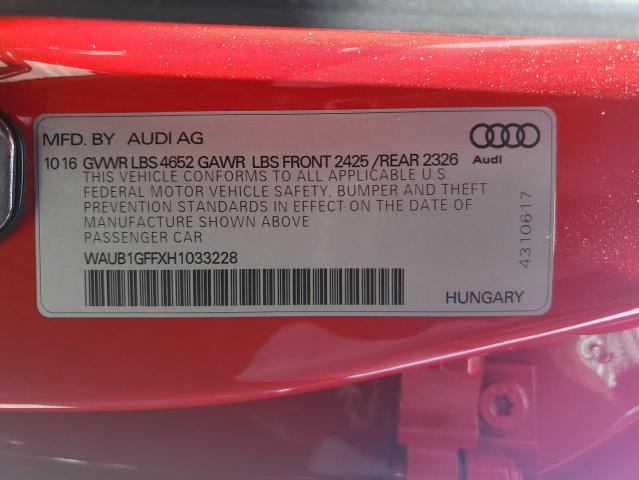 MFD. BY AUDI AG
Audi
10 16 GVWR LBS 4652 GAWR LBS FRONT 2425 /REAR 2326
THIS VEHICLE CONFORMS TO ALL APPLICABLE U.S.
FEDERAL MOTOR VEHICLE SAFETY, BUMPER AND THEFT
PREVENTION STANDARDS IN EFFECT ON THE DATE OF
MANUFACTURE SHOWN ABOVE
PASSENGER CAR
WAUB1GFFXH1033228
HUNGARY
4310617